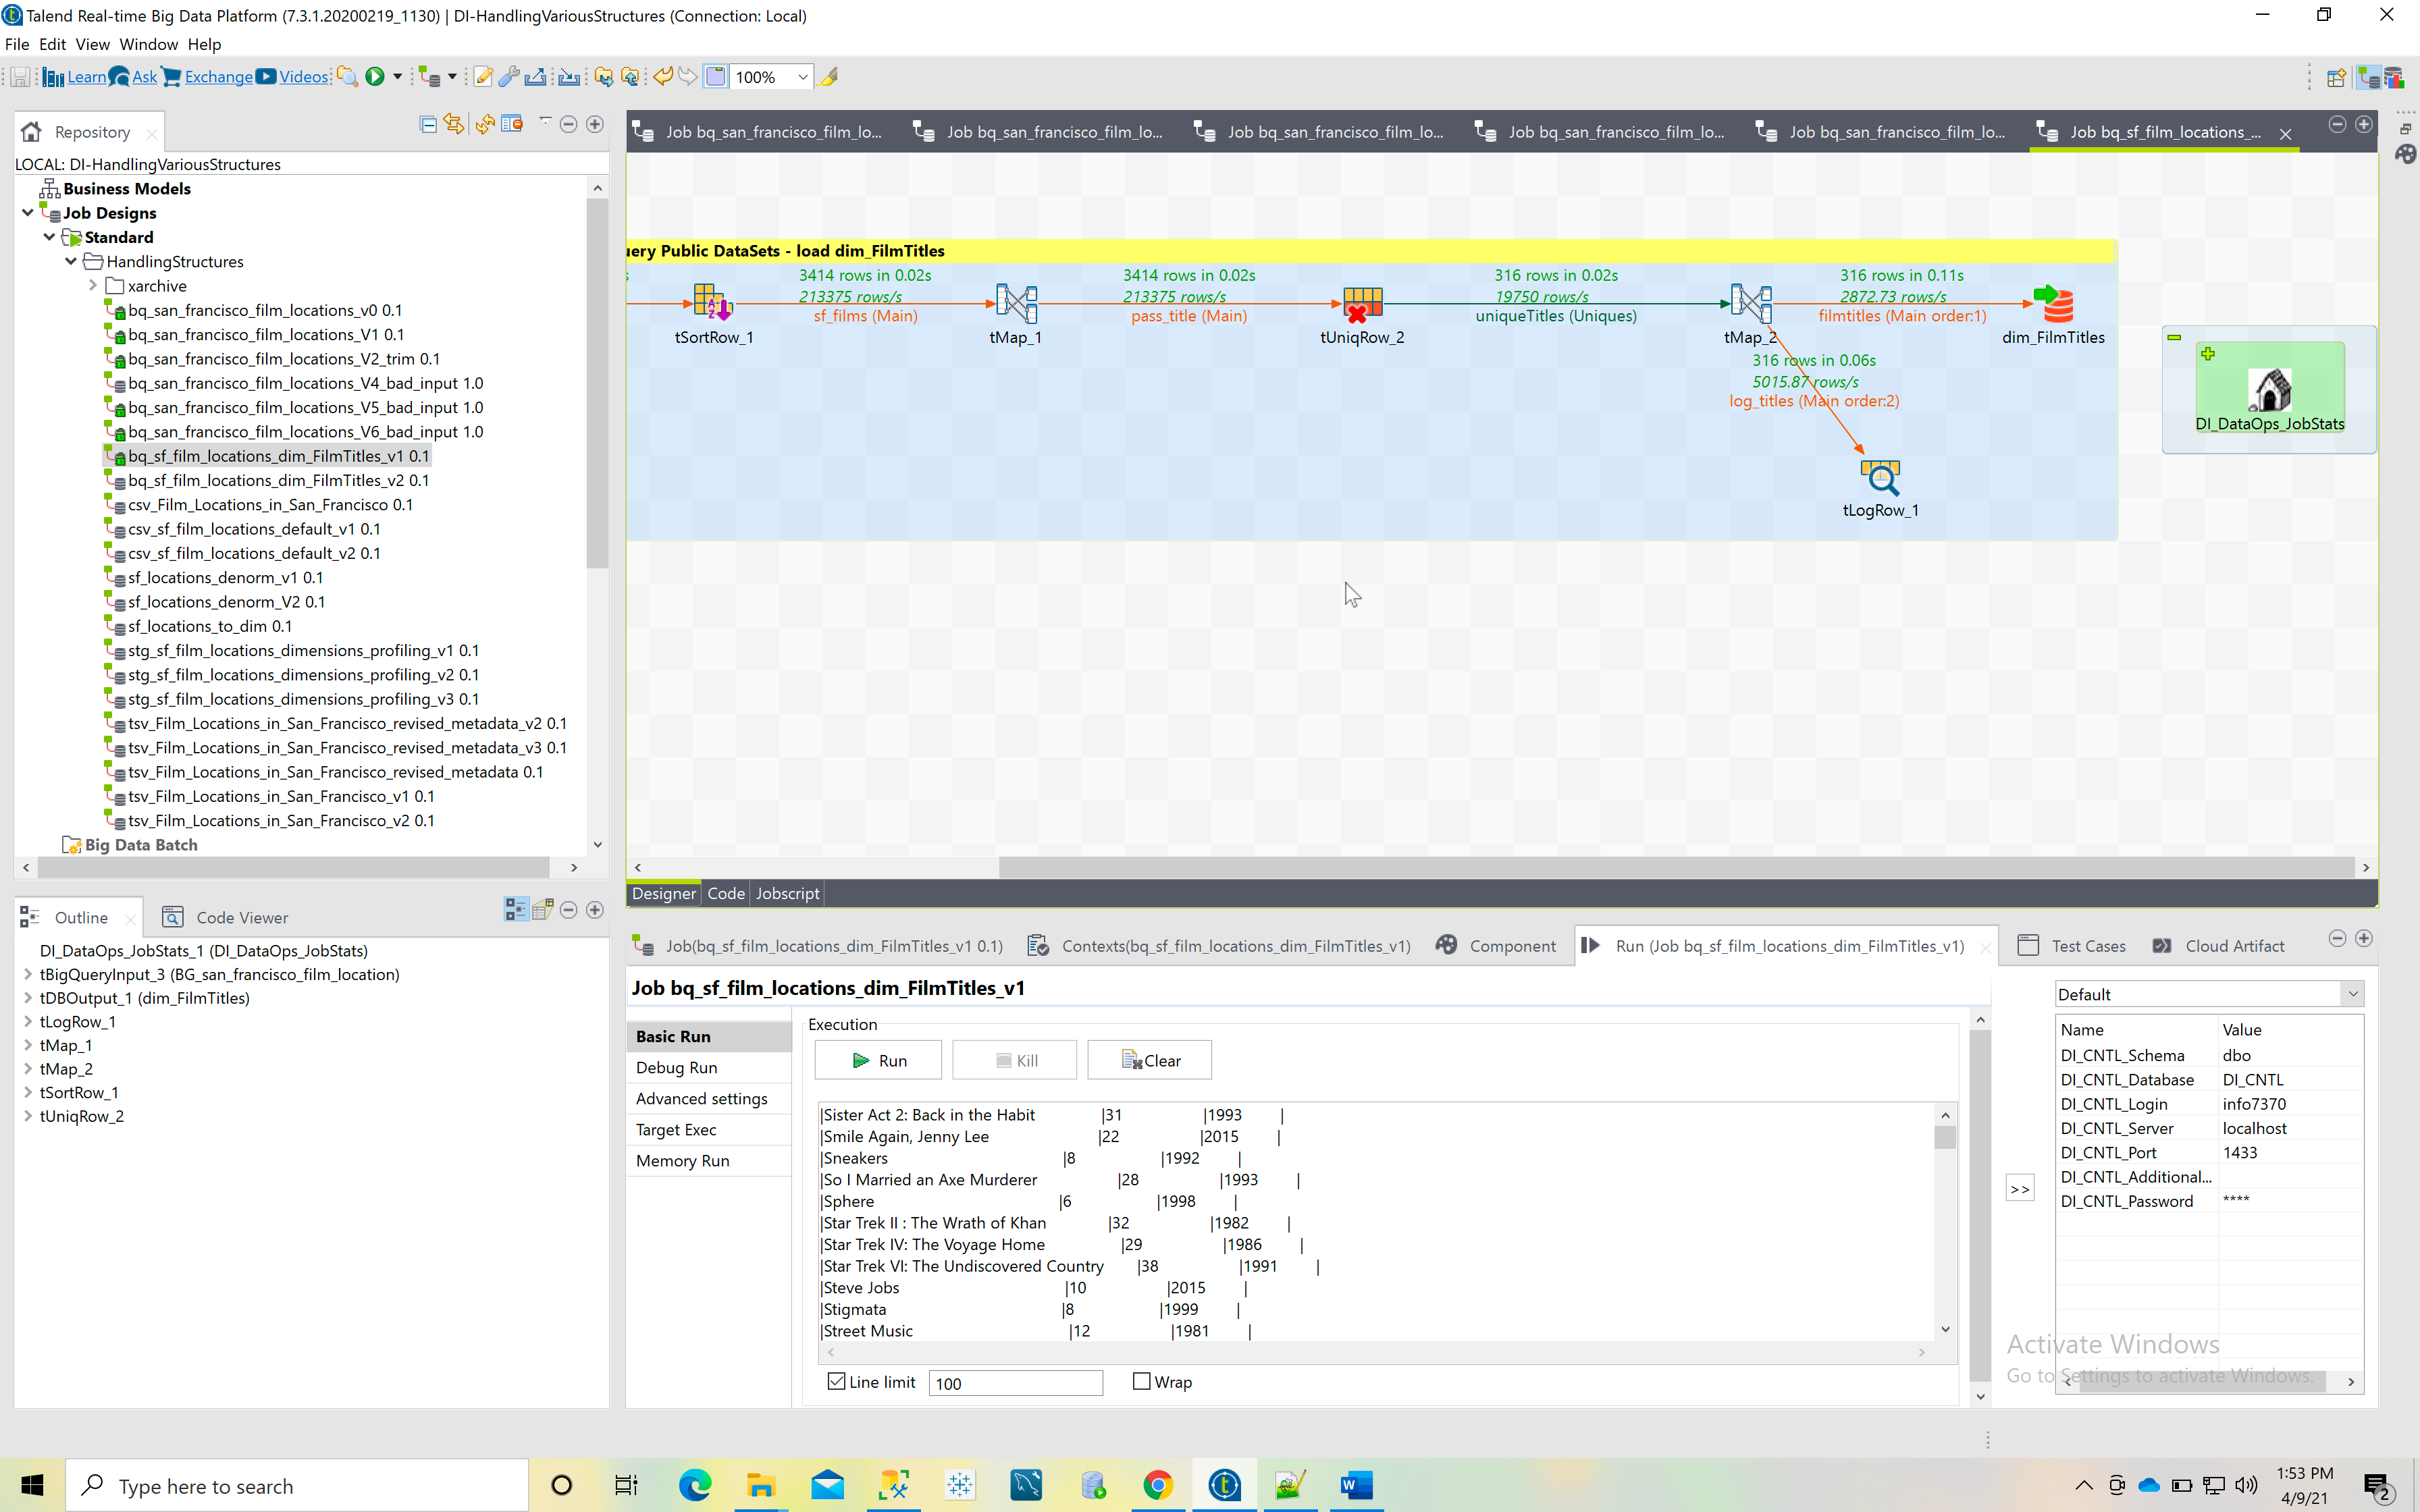 Talend Real-time Big Data Platform (7.3.1.20200219_1130) | DI-HandlingVariousStructures (Connection: Local)
File Edit View Window Help
Learn Ask Exchange Videos 100%
Repository
LOCAL: DI-HandlingVariousStructures
Business Models
Job Designs
Standard
HandlingStructures
xarchive
bq_san_francisco_film_locations_v0 0.1
bq_san_francisco_film_locations_V1 0.1
bq_san_francisco_film_locations_V2_trim 0.1
bq_san_francisco_film_locations_V4_bad_input 1.0
bq_san_francisco_film_locations_V5_bad_input 1.0
bq_san_francisco_film_locations_V6_bad_input 1.0
bq_sf_film_locations_dim_FilmTitles_v1 0.1
bq_sf_film_locations_dim_FilmTitles_v2 0.1
csv_Film_Locations_in_San_Francisco 0.1
csv_sf_film_locations_default_v1 0.1
csv_sf_film_locations_default_v2 0.1
sf_locations_denorm_v1 0.1
sf_locations_denorm_V2 0.1
sf_locations_to_dim 0.1
stg_sf_film_locations_dimensions_profiling_v1 0.1
stg_sf_film_locations_dimensions_profiling_v2 0.1
stg_sf_film_locations_dimensions_profiling_v3 0.1
tsv_Film_Locations_in_San_Francisco_revised_metadata_v2 0.1
tsv_Film_Locations_in_San_Francisco_revised_metadata_v3 0.1
tsv_Film_Locations_in_San_Francisco_revised_metadata 0.1
tsv_Film_Locations_in_San_Francisco_v1 0.1
tsv_Film_Locations_in_San_Francisco_v2 0.1
Big Data Batch
Outline Code Viewer
DI_DataOps_JobStats_1 (DI_DataOps_JobStats)
tBigQueryInput_3 (BG_san_francisco_film_location)
tDBOutput_1 (dim_FilmTitles)
tLogRow_1
tMap_1
tMap_2
tSortRow_1
tUniqRow_2
Job bq_san_francisco_film_lo... Job bq_san_francisco_film_lo... Job bq_san_francisco_film_lo... Job bq_san_francisco_film_lo... Job bq_san_francisco_film_lo... Job bq_sf_film_locations_...
uery Public DataSets - load dim_FilmTitles
3414 rows in 0.02s 3414 rows in 0.02s 316 rows in 0.02s 316 rows in 0.11s
213375 rows/s 213375 rows/s 19750 rows/s 2872.73 rows/s
sf_films (Main) pass_title (Main) uniqueTitles (Uniques) filmtitles (Main order:1)
tSortRow_1 tMap_1 tUniqRow_2 tMap_2 dim_FilmTitles
316 rows in 0.06s
5015.87 rows/s
log_titles (Main order:2)
tLogRow_1
DI_DataOps_JobStats
Designer Code Jobscript
Job(bq_sf_film_locations_dim_FilmTitles_v1 0.1) Contexts(bq_sf_film_locations_dim_FilmTitles_v1) Component Run (Job bq_sf_film_locations_dim_FilmTitles_v1) Test Cases Cloud Artifact
Job bq_sf_film_locations_dim_FilmTitles_v1
Basic Run
Debug Run
Advanced settings
Target Exec
Memory Run
Execution
Run Kill Clear
|Sister Act 2: Back in the Habit |31 |1993 |
|Smile Again, Jenny Lee |22 |2015 |
|Sneakers |8 |1992 |
|So I Married an Axe Murderer |28 |1993 |
|Sphere |6 |1998 |
|Star Trek II : The Wrath of Khan |32 |1982 |
|Star Trek IV: The Voyage Home |29 |1986 |
|Star Trek VI: The Undiscovered Country |38 |1991 |
|Steve Jobs |10 |2015 |
|Stigmata |8 |1999 |
|Street Music |12 |1981 |
Line limit 100 Wrap
>>
Default
Name Value
DI_CNTL_Schema dbo
DI_CNTL_Database DI_CNTL
DI_CNTL_Login info7370
DI_CNTL_Server localhost
DI_CNTL_Port 1433
DI_CNTL_Additional...
DI_CNTL_Password ****
Activate Windows
Go to Settings to activate Windows.
Type here to search
1:53 PM
4/9/21
2